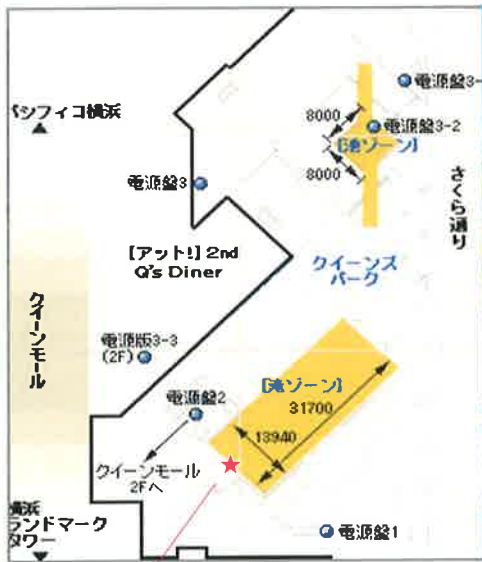 電源盤3-
パシフィコ横浜
8000
電源盤3-2
【滝ゾーン】
8000
電源盤3
さくら通り
【アット!】2nd
Q's Diner
クイーンズ
パーク
クイーンモール
電源版3-3
(2F)
【滝ゾーン】
31700
電源盤2
13940
クイーンモール
2Fへ
横浜
ランドマーク
タワー
電源盤1